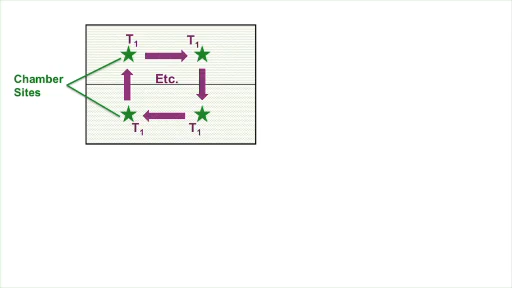 T1 T1
Etc.
Chamber
Sites
T1 T1